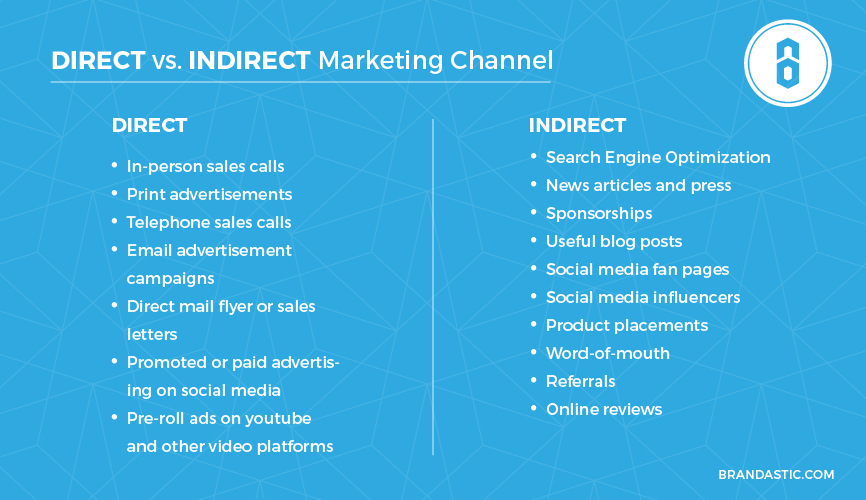 DIRECT vs. INDIRECT Marketing Channel
DIRECT
• In-person sales calls
• Print advertisements
• Telephone sales calls
• Email advertisement
campaigns
• Direct mail flyer or sales
letters
• Promoted or paid advertis-
ing on social media
• Pre-roll ads on youtube
and other video platforms
INDIRECT
• Search Engine Optimization
• News articles and press
• Sponsorships
• Useful blog posts
• Social media fan pages
• Social media influencers
• Product placements
• Word-of-mouth
• Referrals
• Online reviews
BRANDASTIC.COM